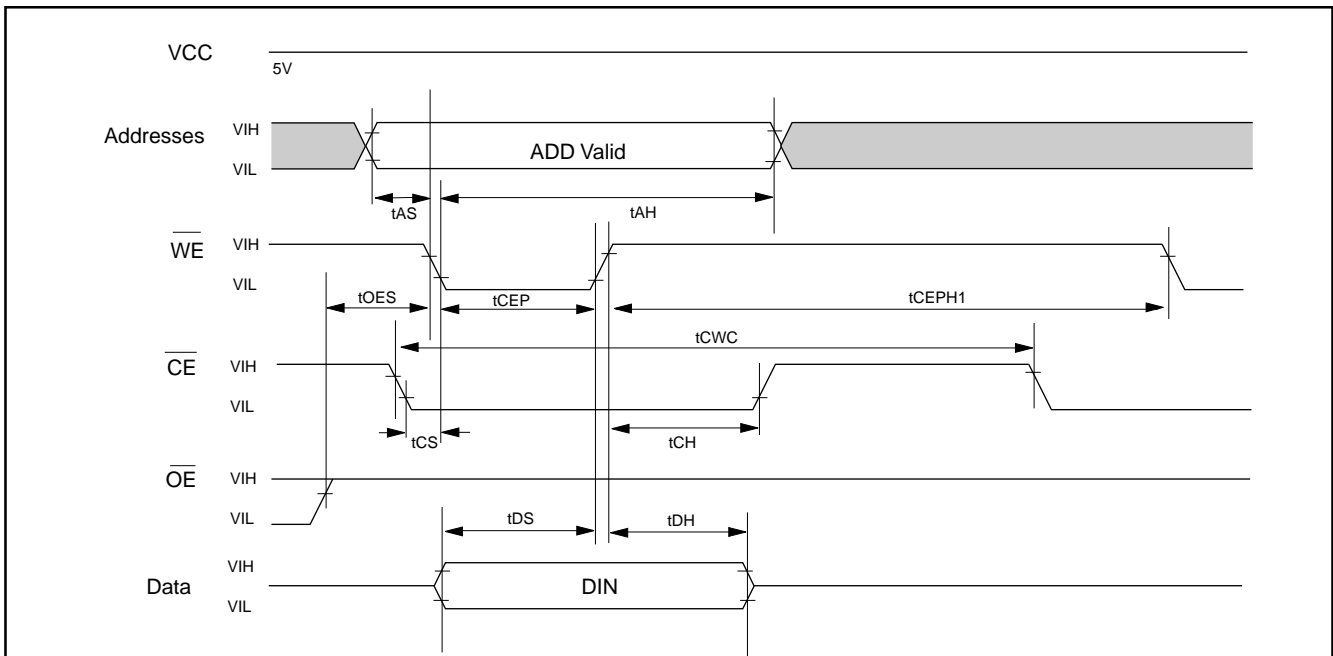 VCC
5V
Addresses
VIH
VIL
ADD Valid
tAS
tAH
WE
VIH
VIL
tOES
tCEP
tCEPH1
tCWC
CE
VIH
VIL
tCS
tCH
OE
VIH
VIL
tDS
tDH
Data
VIH
VIL
DIN